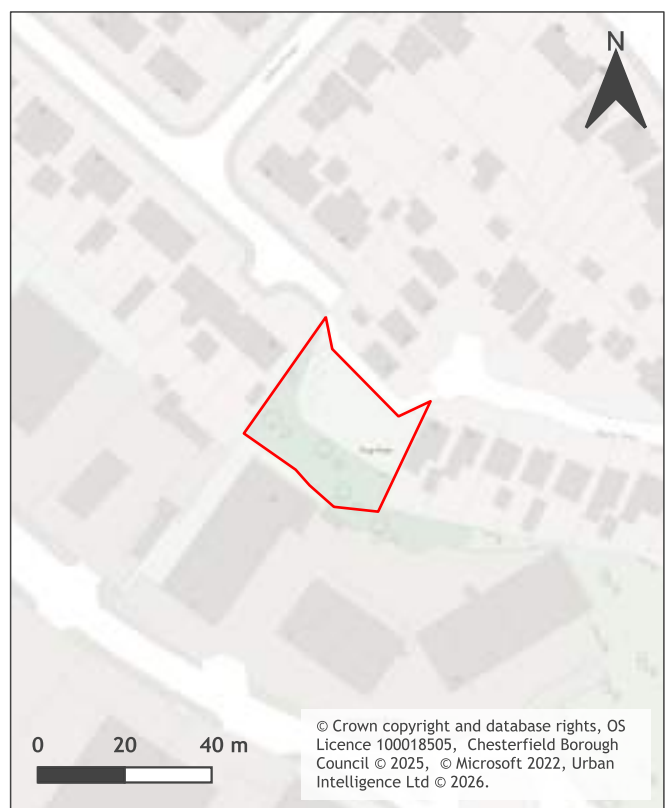 N
0 20 40 m
© Crown copyright and database rights, OS
Licence 100018505, Chesterfield Borough
Council © 2025, © Microsoft 2022, Urban
Intelligence Ltd © 2026.